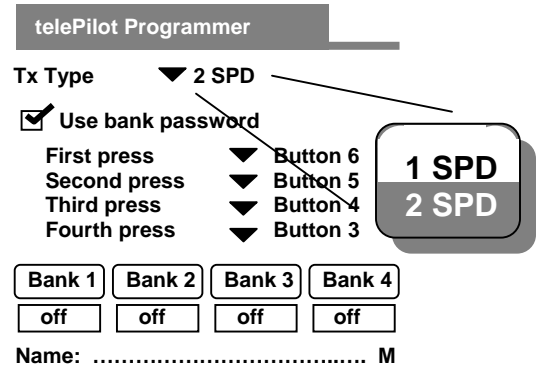 telePilot Programmer
Tx Type 2 SPD
Use bank password
First press Button 6
Second press Button 5
Third press Button 4
Fourth press Button 3
1 SPD
2 SPD
Bank 1 Bank 2 Bank 3 Bank 4
off off off off
Name: ……………………………….…. M